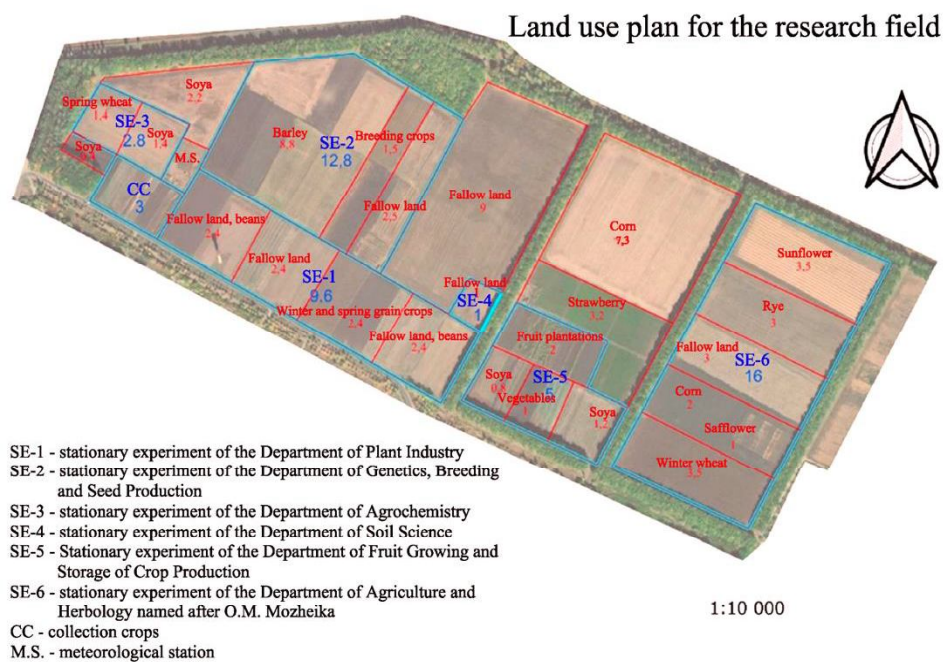 Land use plan for the research field
Soya
2,2
Spring wheat
1,4
SE-3
2.8
Soya
1,4
Soya
0,4
M.S.
CC
3
Barley
8,8
SE-2
12,8
Breeding crops
1,5
Fallow land
2,5
Fallow land
9
Fallow land, beans
2,4
Fallow land
2,4
SE-1
9.6
Winter and spring grain crops
2,4
Fallow land, beans
2,4
Fallow land
1
SE-4
1
Corn
7,3
Strawberry
3,2
Fruit plantations
2
Soya
0,8
SE-5
5
Vegetables
1
Soya
1,2
Sunflower
3,5
Rye
3
Fallow land
3
SE-6
16
Corn
2
Safflower
1
Winter wheat
3,5
SE-1 - stationary experiment of the Department of Plant Industry
SE-2 - stationary experiment of the Department of Genetics, Breeding
and Seed Production
SE-3 - stationary experiment of the Department of Agrochemistry
SE-4 - stationary experiment of the Department of Soil Science
SE-5 - Stationary experiment of the Department of Fruit Growing and
Storage of Crop Production
SE-6 - stationary experiment of the Department of Agriculture and
Herbology named after O.M. Mozheika
CC - collection crops
M.S. - meteorological station
1:10 000